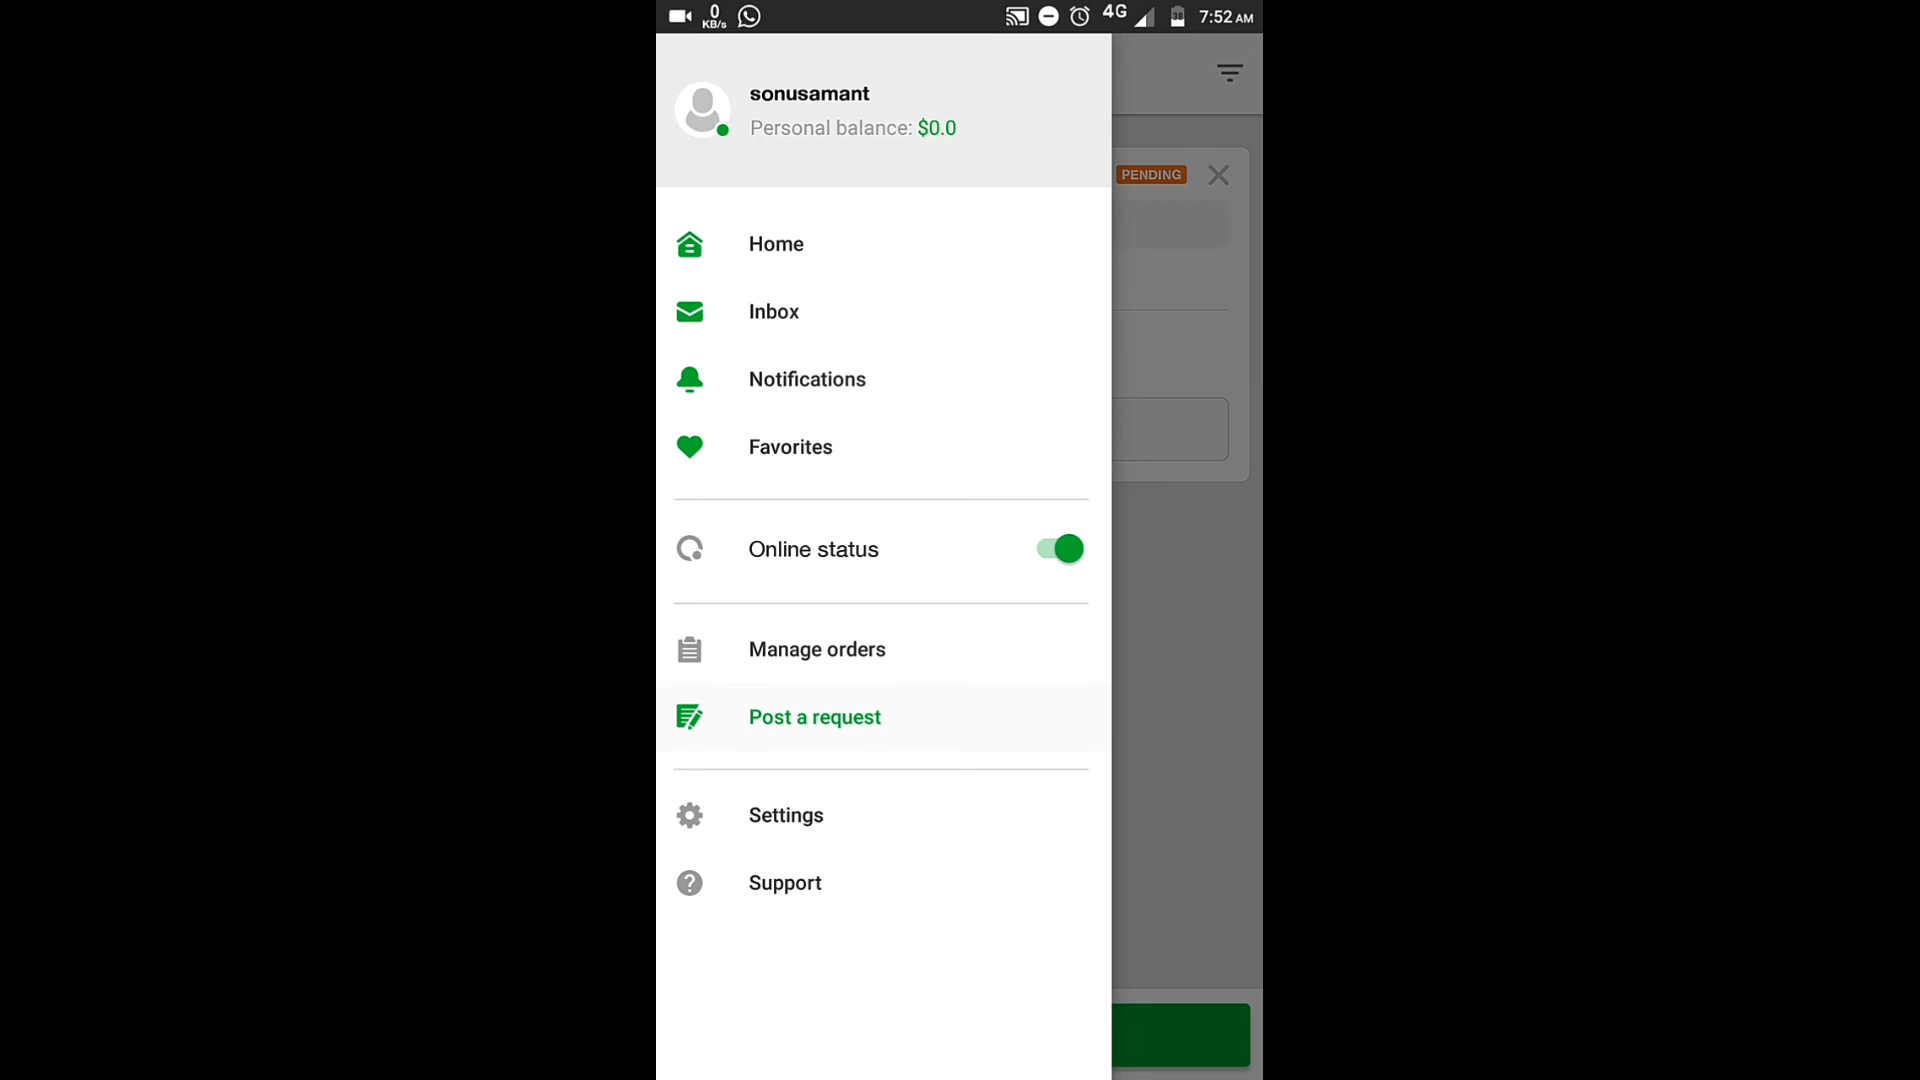 0
KB/s
4G
38
7:52 AM
sonusamant
Personal balance: $0.0
PENDING
Home
Inbox
Notifications
Favorites
Online status
Manage orders
Post a request
Settings
Support